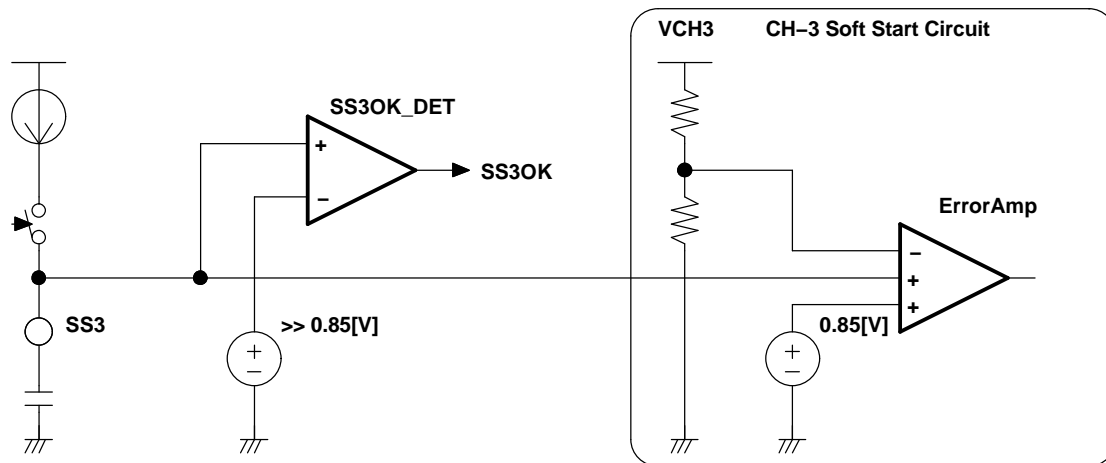 VCH3 CH−3 Soft Start Circuit
SS3OK_DET
+
SS3OK
−
ErrorAmp
−
+
+
SS3
>> 0.85[V]
0.85[V]
+
−
+
−